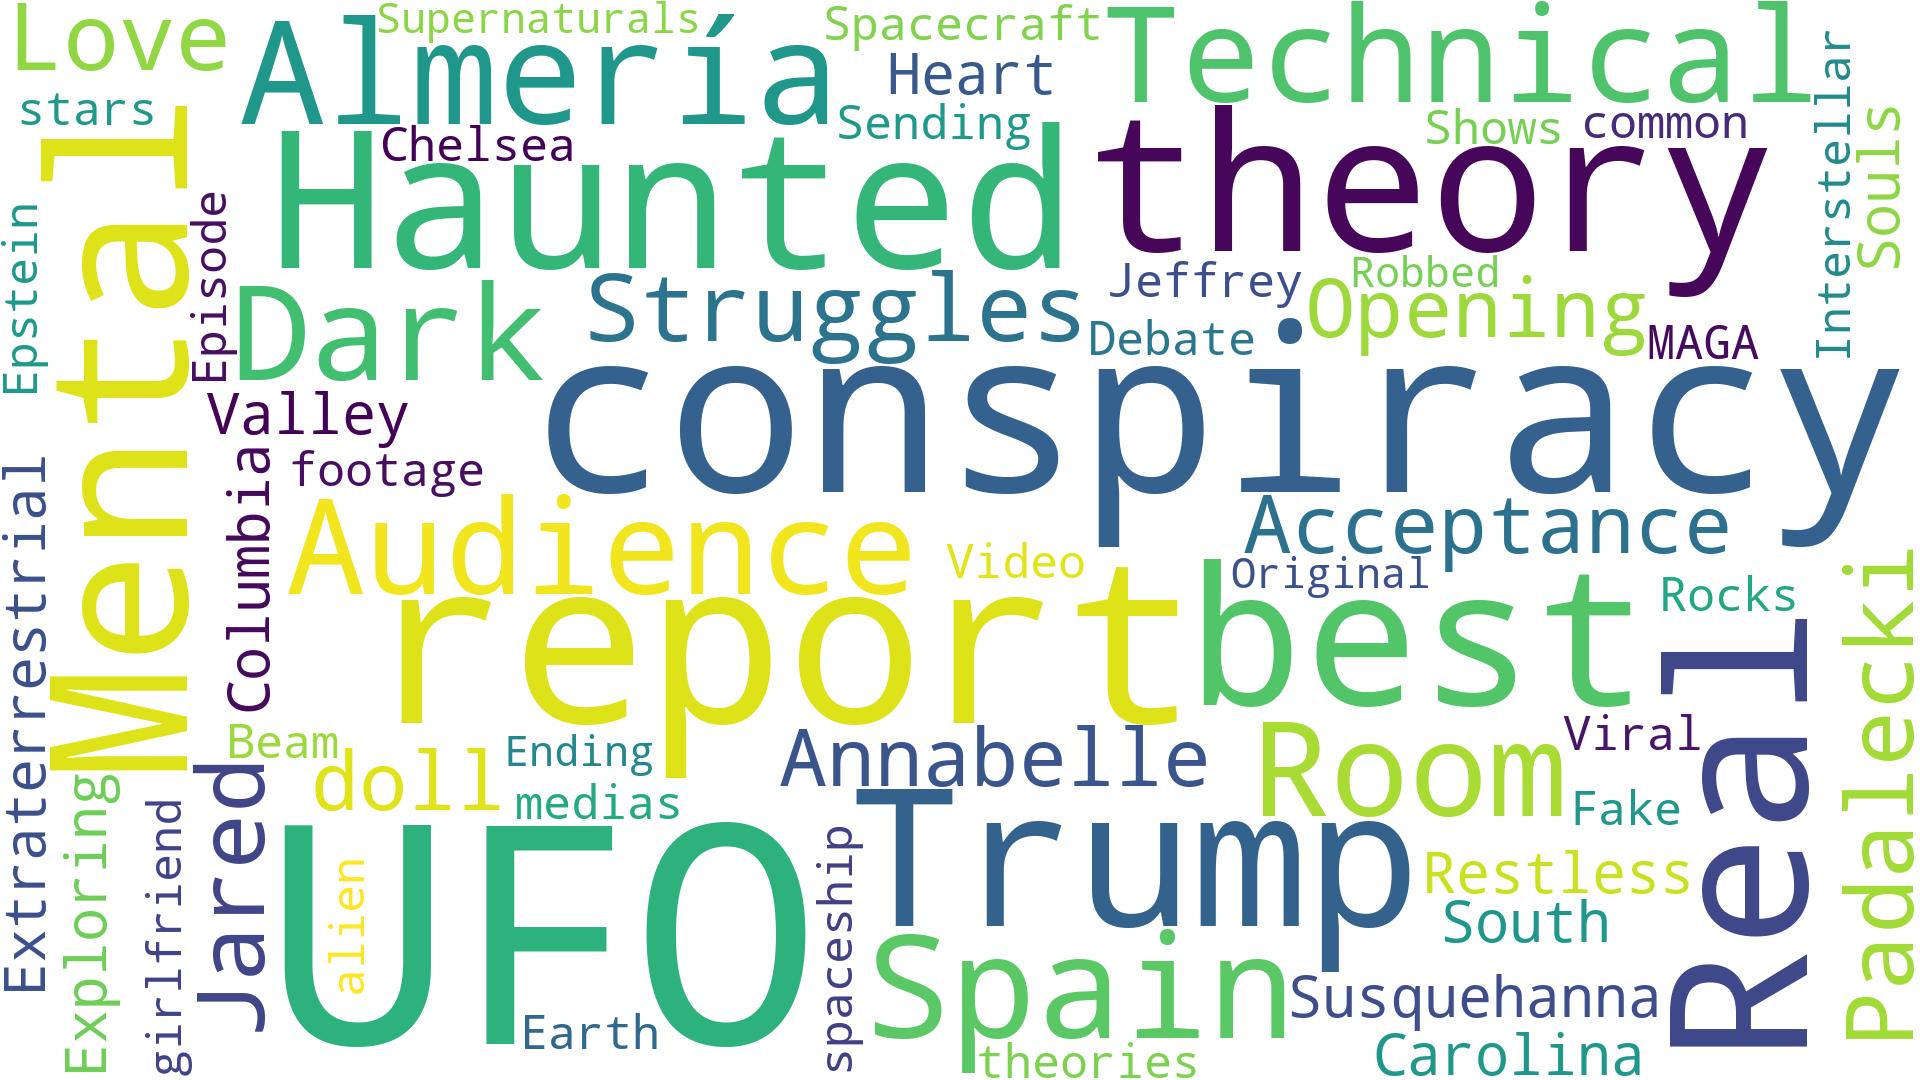 Love
Almería
Supernaturals
Spacecraft
Technical
Heart
stars
Chelsea
Sending
Shows
common
Interstellar
Souls
Haunted
theory
Mental
Epstein
Episode
Dark
Struggles
Jeffrey
Robbed
Opening
Debate
MAGA
Valley
conspiracy
footage
Columbia
Extraterrestrial
Audience
Video
Acceptance
Original
Rocks
report
best
Real
Padalecki
Beam
doll
Ending
medias
Annabelle
Room
Viral
Fake
Exploring
girlfriend
Jared
UFO
alien
spaceship
Trump
Restless
South
Spain
Susquehanna
Earth
theories
Carolina